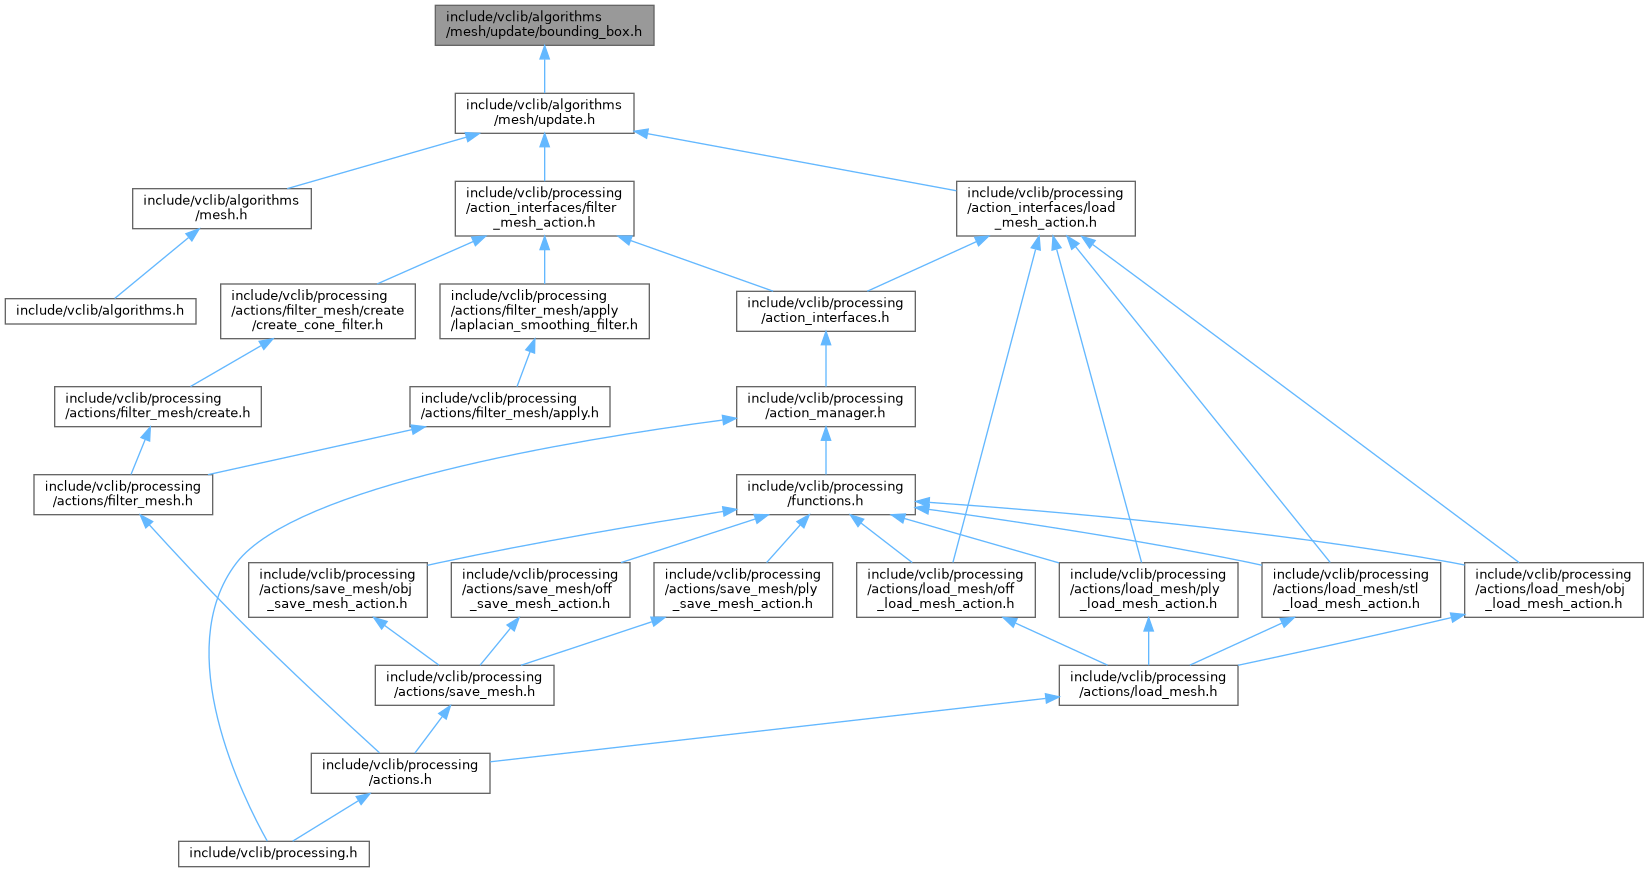 include/vclib/algorithms
/mesh/update/bounding_box.h
include/vclib/algorithms
/mesh/update.h
include/vclib/algorithms
/mesh.h
include/vclib/processing
/action_interfaces/filter
_mesh_action.h
include/vclib/processing
/action_interfaces/load
_mesh_action.h
include/vclib/algorithms.h
include/vclib/processing
/actions/filter_mesh/create
/create_cone_filter.h
include/vclib/processing
/actions/filter_mesh/apply
/laplacian_smoothing_filter.h
include/vclib/processing
/action_interfaces.h
include/vclib/processing
/actions/filter_mesh/create.h
include/vclib/processing
/actions/filter_mesh/apply.h
include/vclib/processing
/action_manager.h
include/vclib/processing
/actions/filter_mesh.h
include/vclib/processing
/functions.h
include/vclib/processing
/actions/save_mesh/obj
_save_mesh_action.h
include/vclib/processing
/actions/save_mesh/off
_save_mesh_action.h
include/vclib/processing
/actions/save_mesh/ply
_save_mesh_action.h
include/vclib/processing
/actions/load_mesh/off
_load_mesh_action.h
include/vclib/processing
/actions/load_mesh/ply
_load_mesh_action.h
include/vclib/processing
/actions/load_mesh/stl
_load_mesh_action.h
include/vclib/processing
/actions/load_mesh/obj
_load_mesh_action.h
include/vclib/processing
/actions/save_mesh.h
include/vclib/processing
/actions/load_mesh.h
include/vclib/processing
/actions.h
include/vclib/processing.h